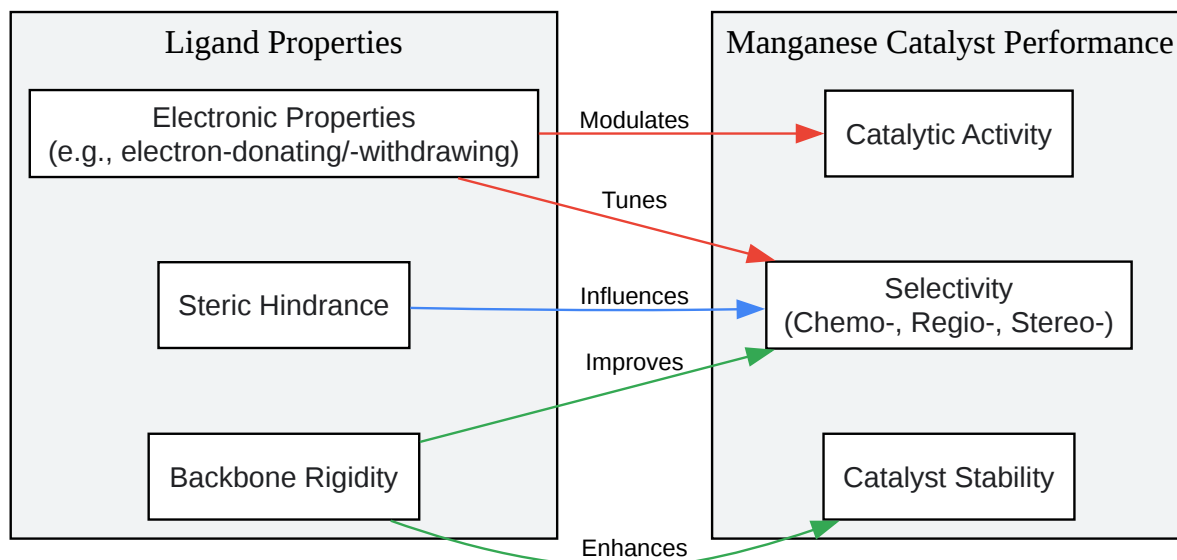 Ligand Properties
Manganese Catalyst Performance
Electronic Properties
(e.g., electron-donating/-withdrawing)
Modulates
Catalytic Activity
Tunes
Steric Hindrance
Influences
Selectivity
(Chemo-, Regio-, Stereo-)
Improves
Backbone Rigidity
Catalyst Stability
Enhances